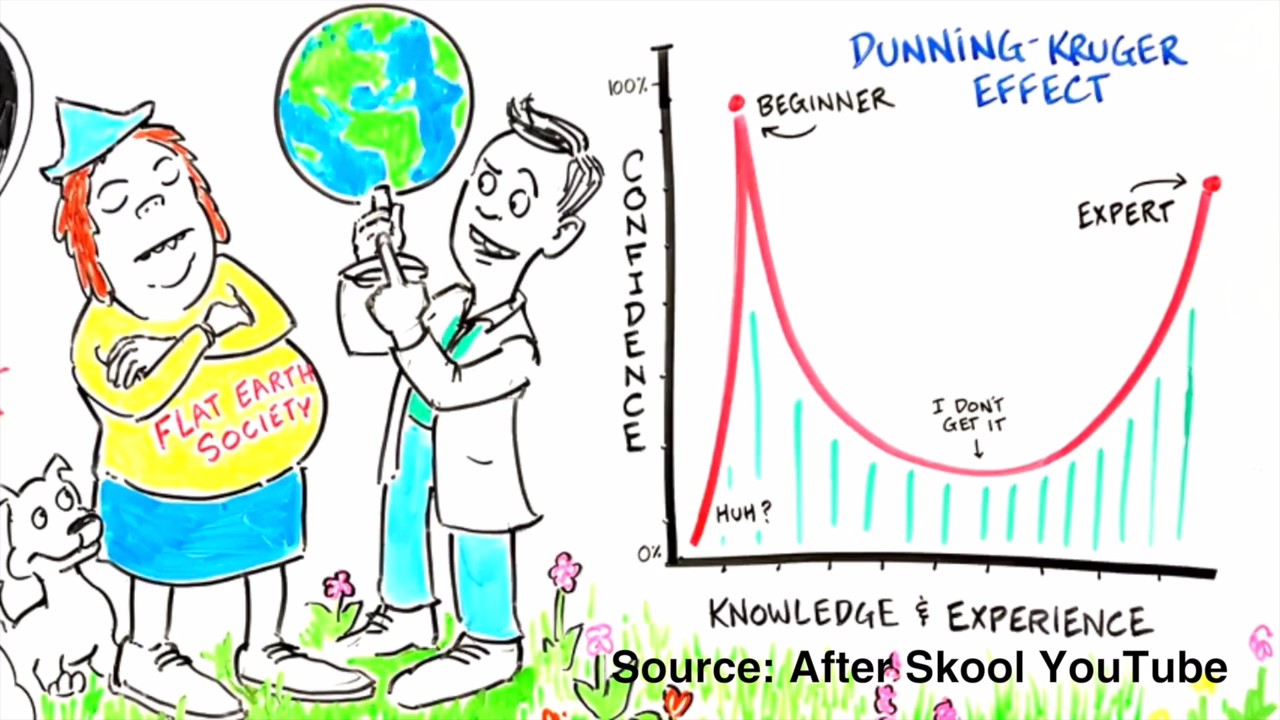 FLAT EARTH
SOCIETY
DUNNING-KRUGER
EFFECT
100%
BEGINNER
EXPERT
CONFIDENCE
I DON'T
GET IT
HUH?
0%
KNOWLEDGE & EXPERIENCE
Source: After Skool YouTube